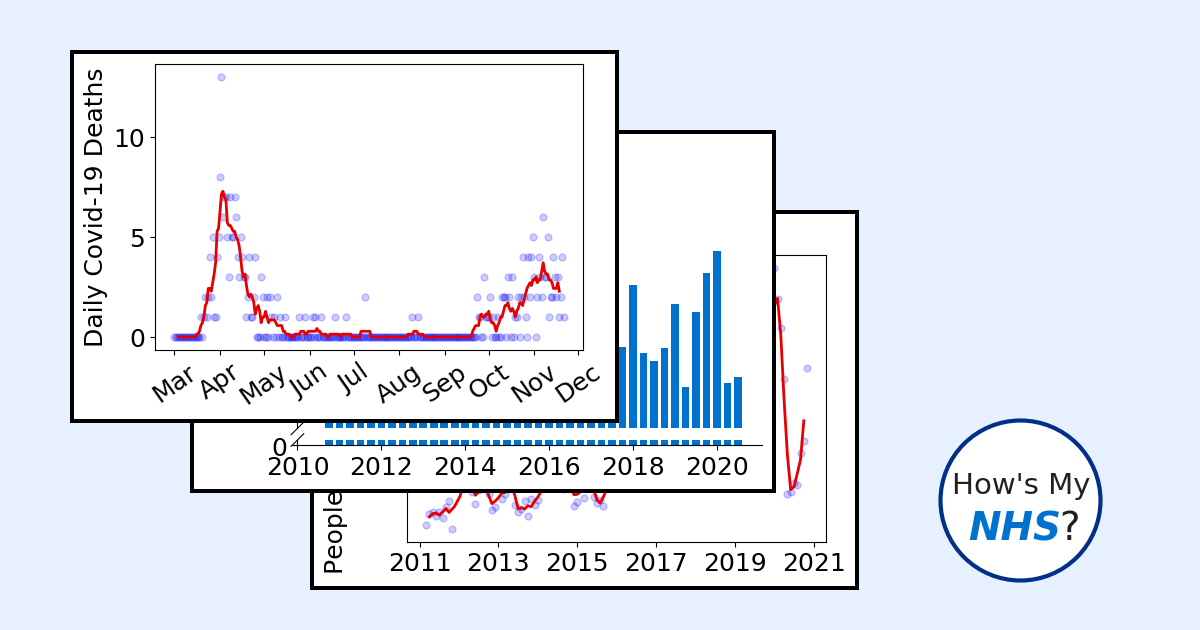 Daily Covid-19 Deaths
10
5
0
Mar Apr May Jun Jul Aug Sep Oct Nov Dec
0
2010 2012 2014 2016 2018 2020
People
2011 2013 2015 2017 2019 2021
How's My
NHS?